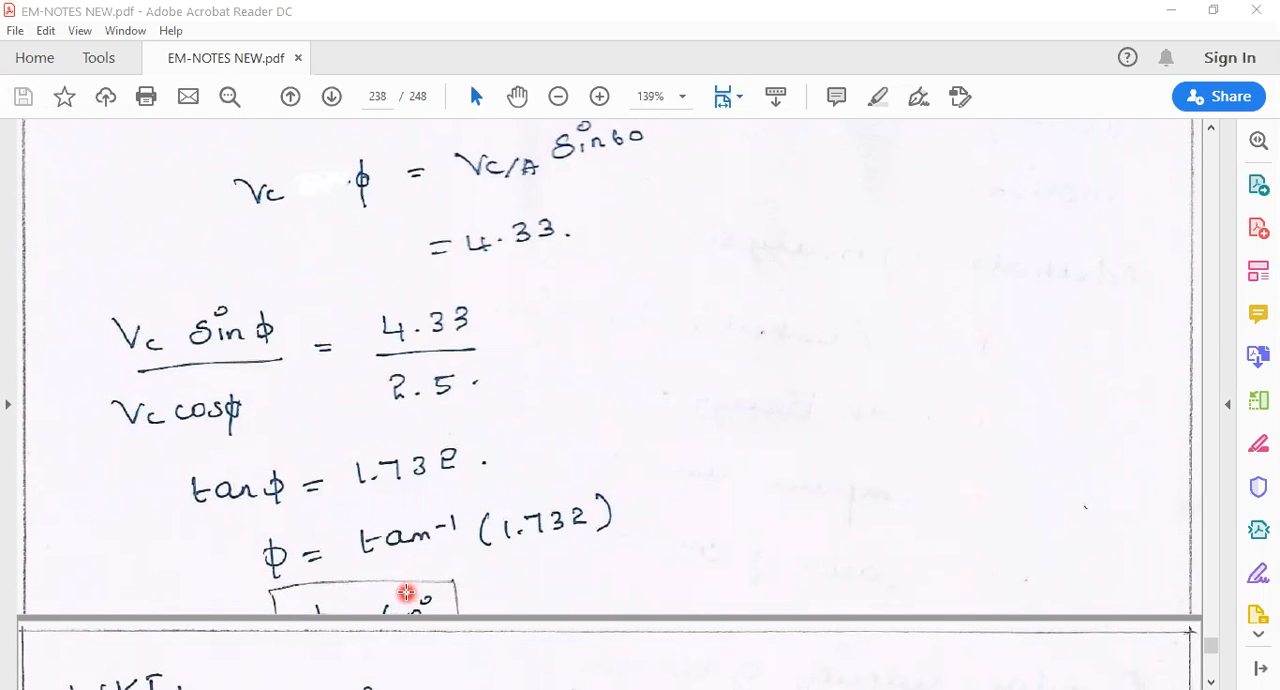 EM-NOTES NEW.pdf - Adobe Acrobat Reader DC
File Edit View Window Help
Home Tools EM-NOTES NEW.pdf × Sign In
238 / 248 139% Share
Vc φ = Vc/A Sin60
= 4.33.
Vc Sinφ = 4.33
Vc cosφ 2.5.
tanφ = 1.732.
φ = tan⁻¹ (1.732)